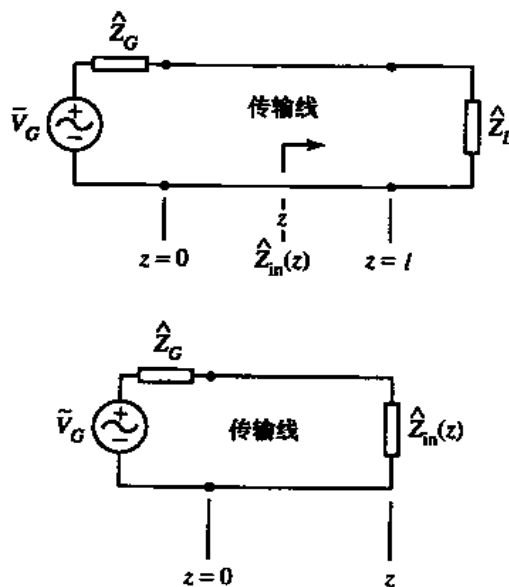 Ẑ_G
Ṽ_G
+
−
传输线
Ẑ_L
z
z = 0
Ẑ_in(z)
z = l
Ẑ_G
Ṽ_G
+
−
传输线
Ẑ_in(z)
z = 0
z